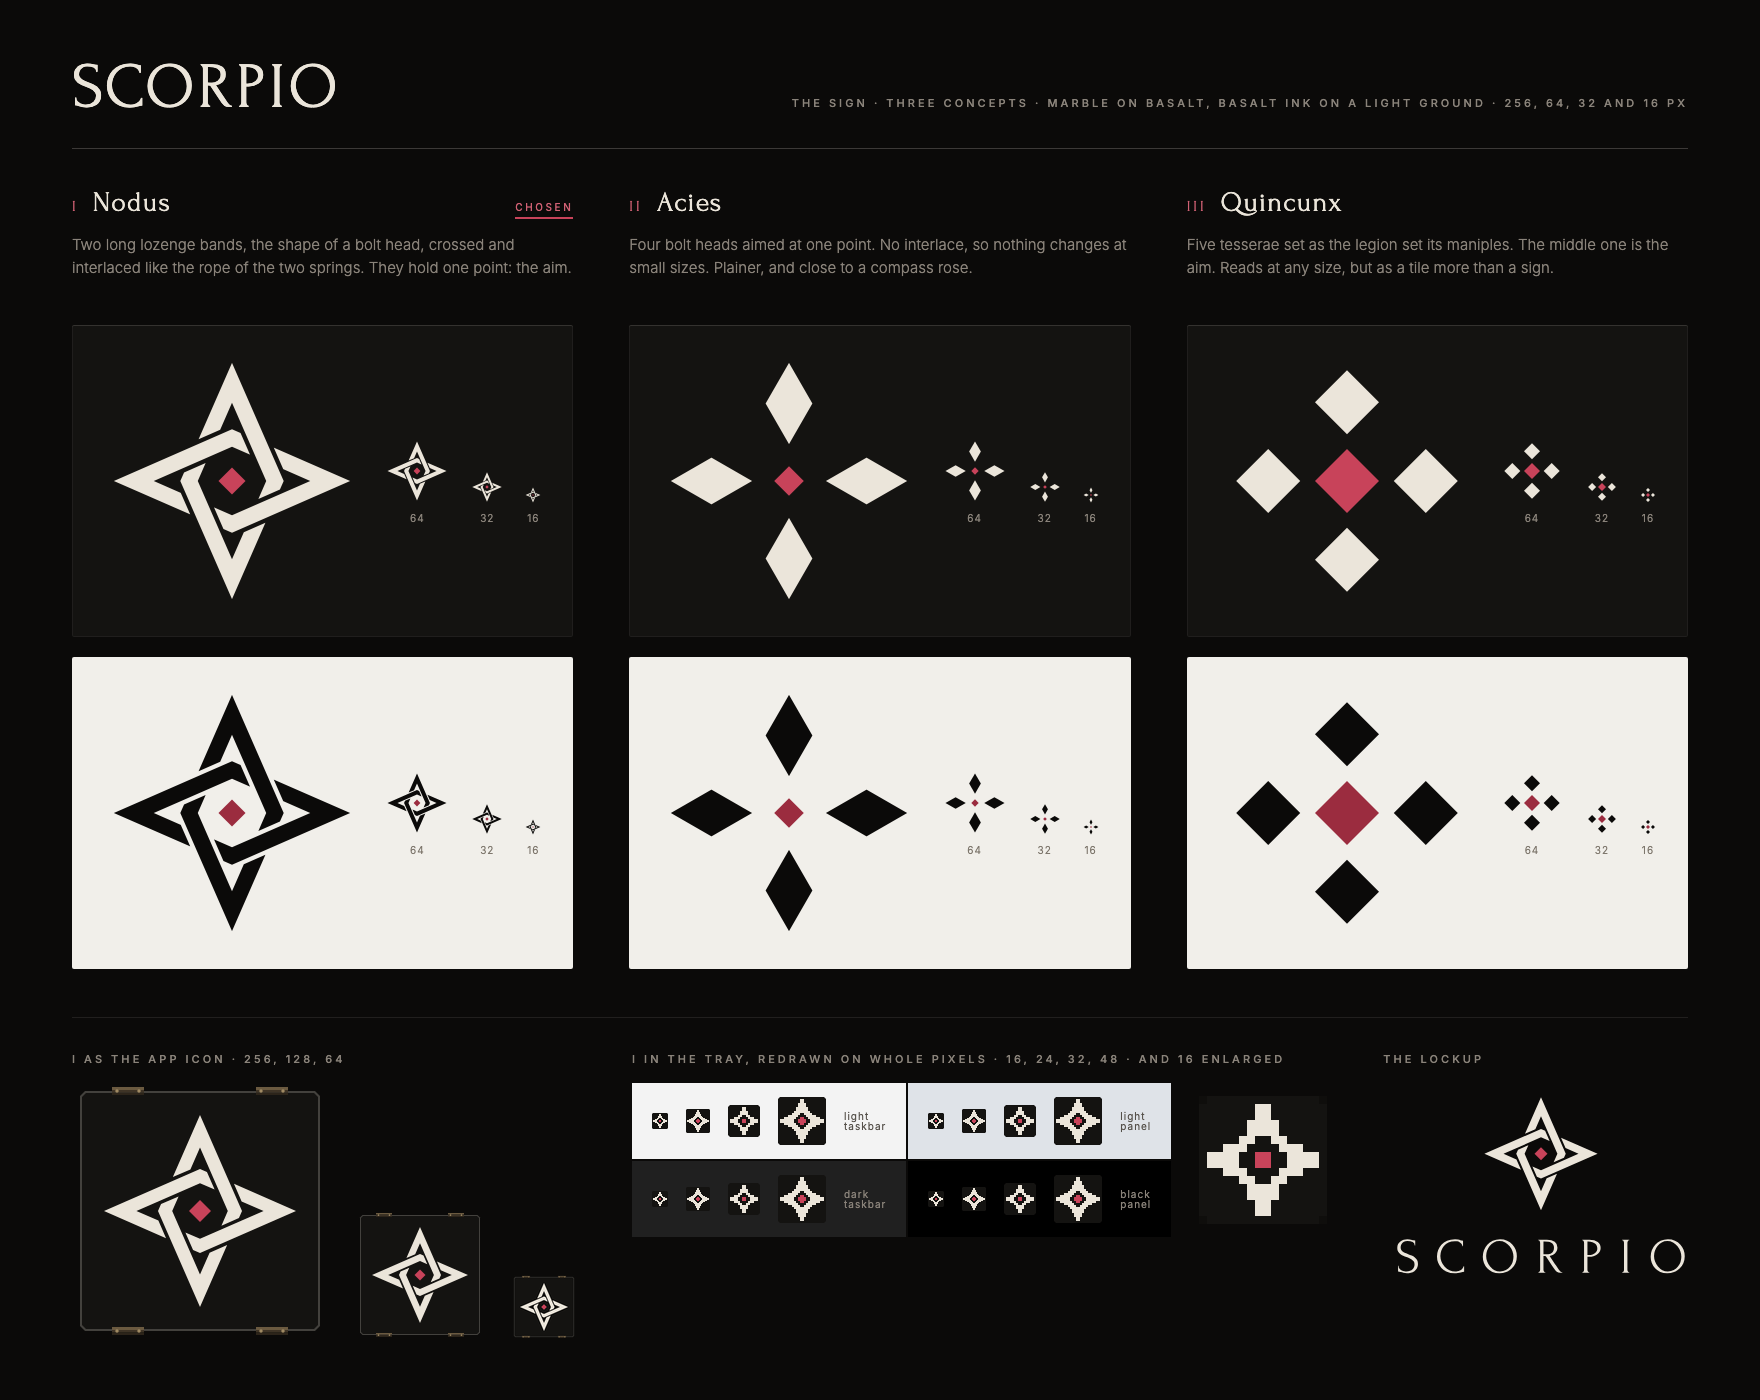 SCORPIO
THE SIGN · THREE CONCEPTS · MARBLE ON BASALT, BASALT INK ON A LIGHT GROUND · 256, 64, 32 AND 16 PX
I Nodus
CHOSEN
Two long lozenge bands, the shape of a bolt head, crossed and
interlaced like the rope of the two springs. They hold one point: the aim.
II Acies
Four bolt heads aimed at one point. No interlace, so nothing changes at
small sizes. Plainer, and close to a compass rose.
III Quincunx
Five tesserae set as the legion set its maniples. The middle one is the
aim. Reads at any size, but as a tile more than a sign.
64 32 16
64 32 16
64 32 16
64 32 16
64 32 16
64 32 16
I AS THE APP ICON · 256, 128, 64
I IN THE TRAY, REDRAWN ON WHOLE PIXELS · 16, 24, 32, 48 · AND 16 ENLARGED
light
taskbar
light
panel
dark
taskbar
black
panel
THE LOCKUP
SCORPIO